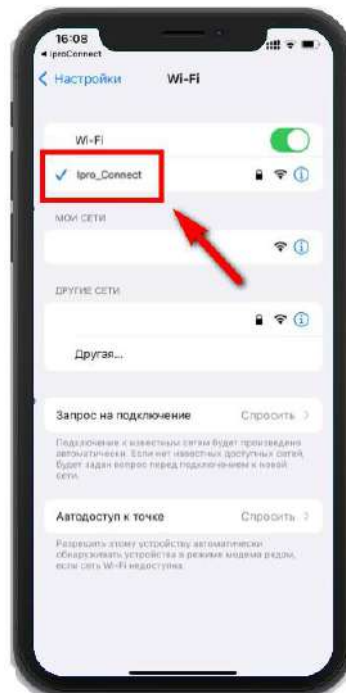 16:08
iproConnect
Настройки
Wi-Fi
Wi-Fi
Ipro_Connect
МОИ СЕТИ
ДРУГИЕ СЕТИ
Другая...
Запрос на подключение
Спросить
Подключение к известным сетям будет произведено
автоматически. Если нет известных доступных сетей,
будет задан вопрос перед подключением к новой
сети.
Автодоступ к точке
Спросить
Разрешить этому устройству автоматически
обнаруживать устройства в режиме модема рядом,
если сеть Wi-Fi недоступна.